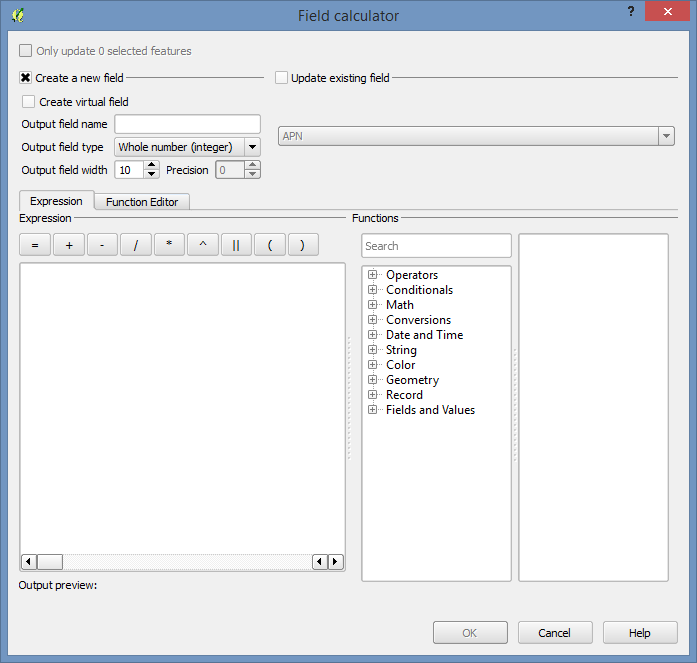 Field calculator
?
Only update 0 selected features
Create a new field
Update existing field
Create virtual field
Output field name
Output field type Whole number (integer)
APN
Output field width 10 Precision 0
Expression Function Editor
Expression
Functions
= + - / * ^ || ( )
Search
Operators
Conditionals
Math
Conversions
Date and Time
String
Color
Geometry
Record
Fields and Values
Output preview:
OK Cancel Help